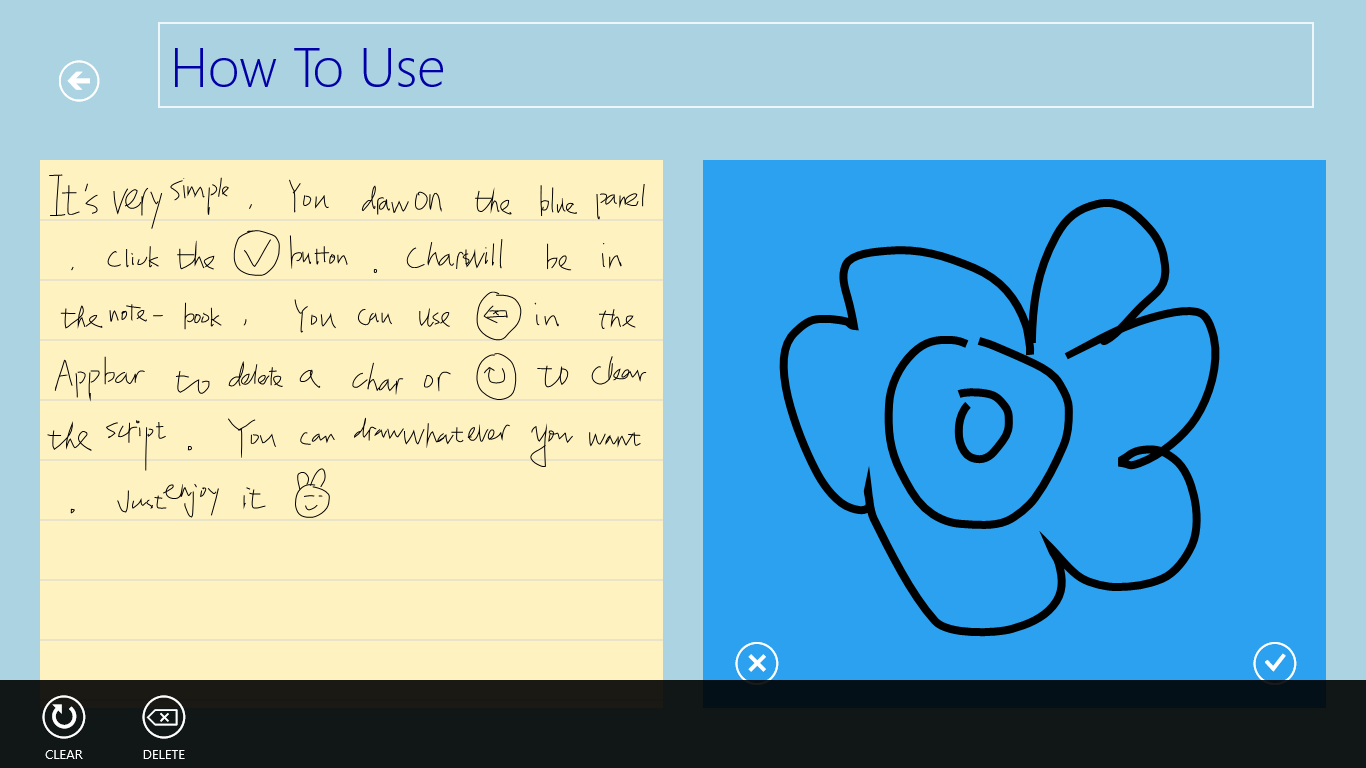 How To Use
It's very simple. You draw on the blue panel
. Click the button. Chars will be in
the note-book, You can use in the
Appbar to delete a char or to clear
the script. You can draw whatever you want
. Just enjoy it
CLEAR DELETE